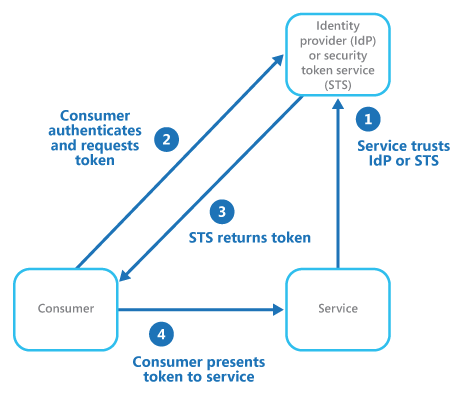 Identity
provider (IdP)
or security
token service
(STS)
Consumer
authenticates
and requests
token
2
1
Service trusts
IdP or STS
3
STS returns token
Consumer
Service
4
Consumer presents
token to service